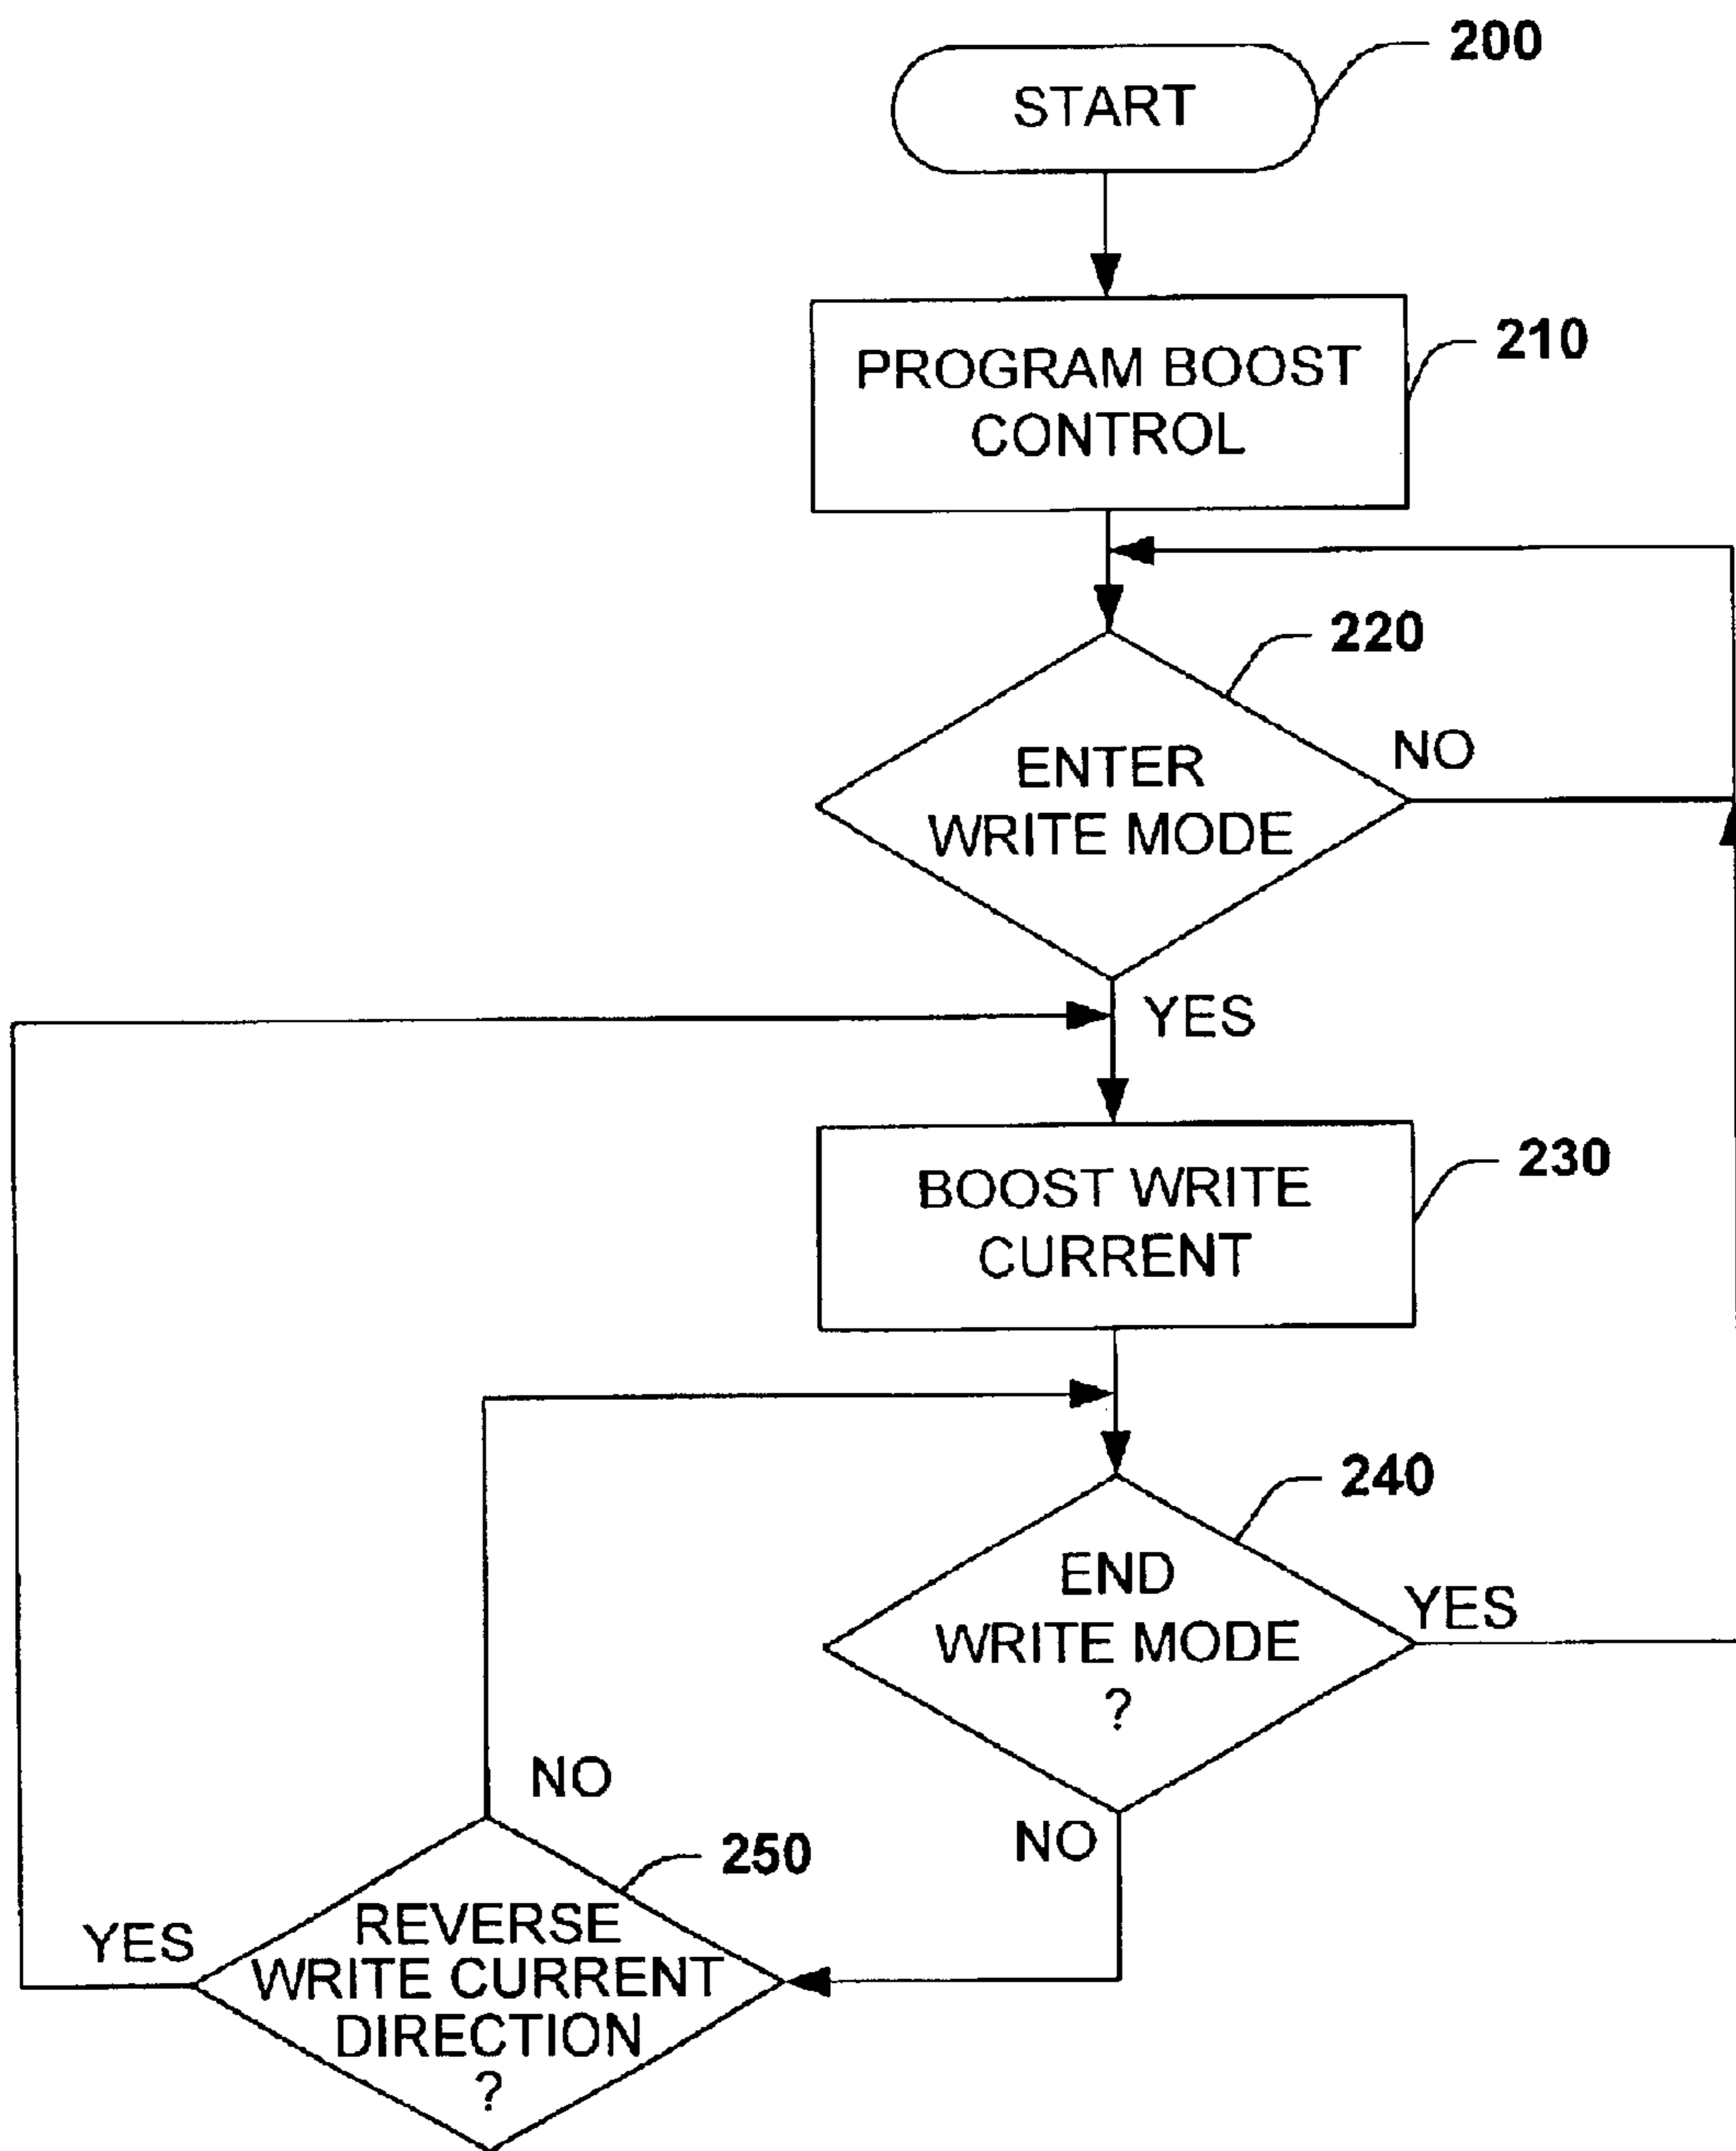 200
START
210
PROGRAM BOOST
CONTROL
220
ENTER
WRITE MODE
NO
YES
230
BOOST WRITE
CURRENT
240
END
WRITE MODE
?
YES
NO
NO
250
REVERSE
WRITE CURRENT
DIRECTION
?
YES